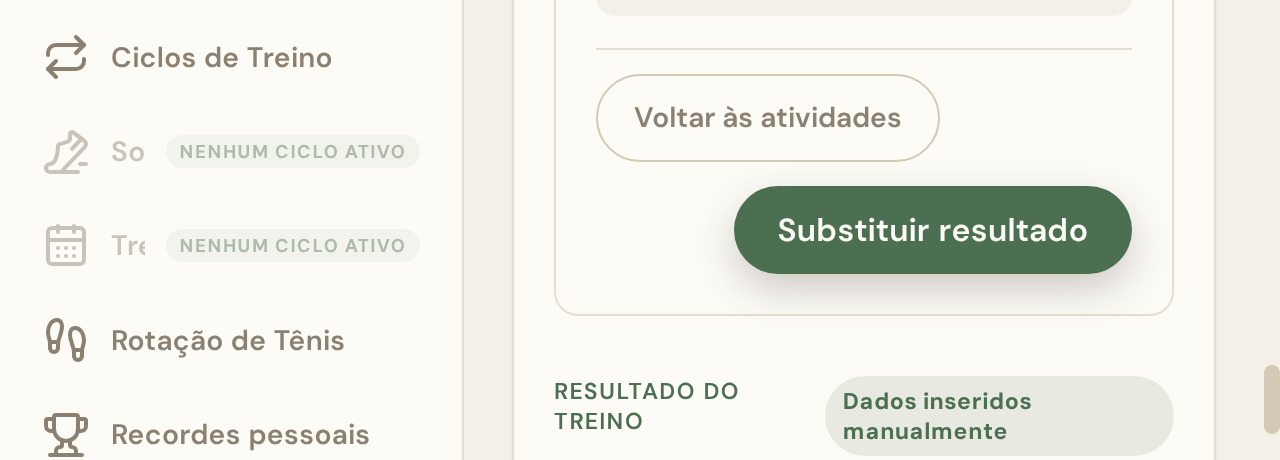 Ciclos de Treino
So
NENHUM CICLO ATIVO
Tre
NENHUM CICLO ATIVO
Rotação de Tênis
Recordes pessoais
Voltar às atividades
Substituir resultado
RESULTADO DO
TREINO
Dados inseridos
manualmente